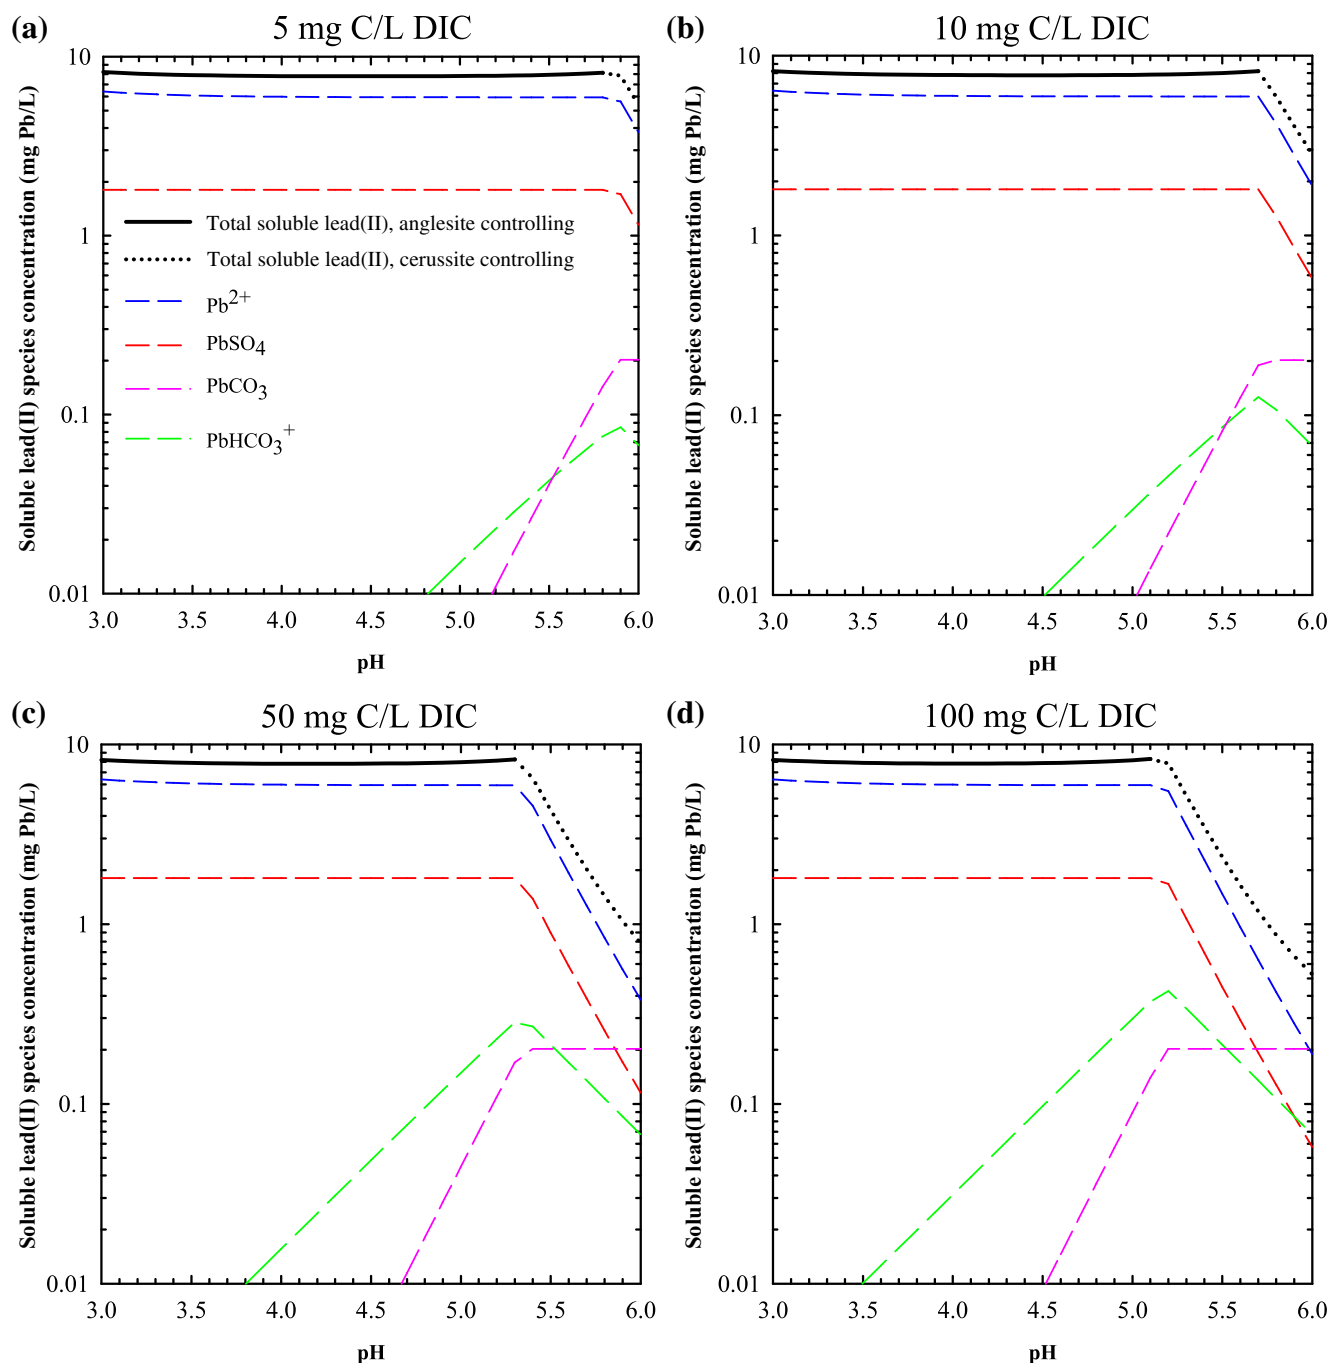 (a)
5 mg C/L DIC
Soluble lead(II) species concentration (mg Pb/L)
10
1
0.1
0.01
Total soluble lead(II), anglesite controlling
Total soluble lead(II), cerussite controlling
Pb2+
PbSO4
PbCO3
PbHCO3+
3.0 3.5 4.0 4.5 5.0 5.5 6.0
pH
(b)
10 mg C/L DIC
Soluble lead(II) species concentration (mg Pb/L)
10
1
0.1
0.01
3.0 3.5 4.0 4.5 5.0 5.5 6.0
pH
(c)
50 mg C/L DIC
Soluble lead(II) species concentration (mg Pb/L)
10
1
0.1
0.01
3.0 3.5 4.0 4.5 5.0 5.5 6.0
pH
(d)
100 mg C/L DIC
Soluble lead(II) species concentration (mg Pb/L)
10
1
0.1
0.01
3.0 3.5 4.0 4.5 5.0 5.5 6.0
pH